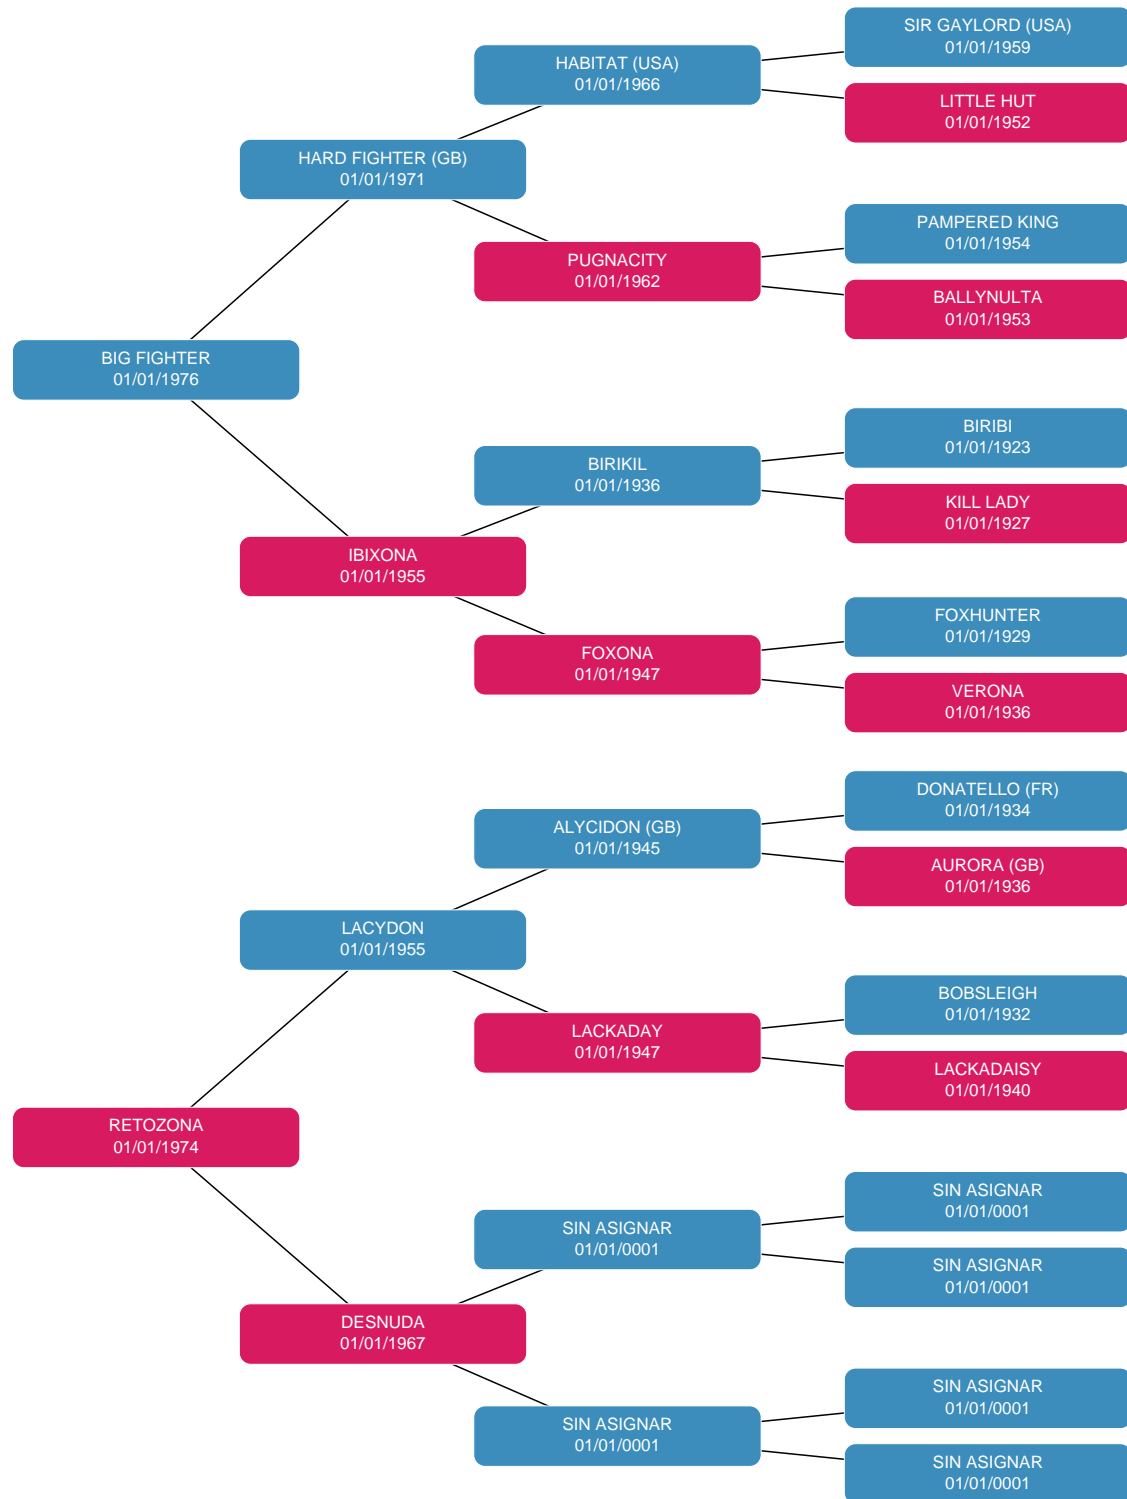 SIR GAYLORD (USA)
01/01/1959
HABITAT (USA)
01/01/1966
LITTLE HUT
01/01/1952
HARD FIGHTER (GB)
01/01/1971
PAMPERED KING
01/01/1954
PUGNACITY
01/01/1962
BALLYNULTA
01/01/1953
BIG FIGHTER
01/01/1976
BIRIBI
01/01/1923
BIRIKIL
01/01/1936
KILL LADY
01/01/1927
IBIXONA
01/01/1955
FOXHUNTER
01/01/1929
FOXONA
01/01/1947
VERONA
01/01/1936
DONATELLO (FR)
01/01/1934
ALYCIDON (GB)
01/01/1945
AURORA (GB)
01/01/1936
LACYDON
01/01/1955
BOBSLEIGH
01/01/1932
LACKADAY
01/01/1947
LACKADAISY
01/01/1940
RETOZONA
01/01/1974
SIN ASIGNAR
01/01/0001
SIN ASIGNAR
01/01/0001
SIN ASIGNAR
01/01/0001
DESNUDA
01/01/1967
SIN ASIGNAR
01/01/0001
SIN ASIGNAR
01/01/0001
SIN ASIGNAR
01/01/0001